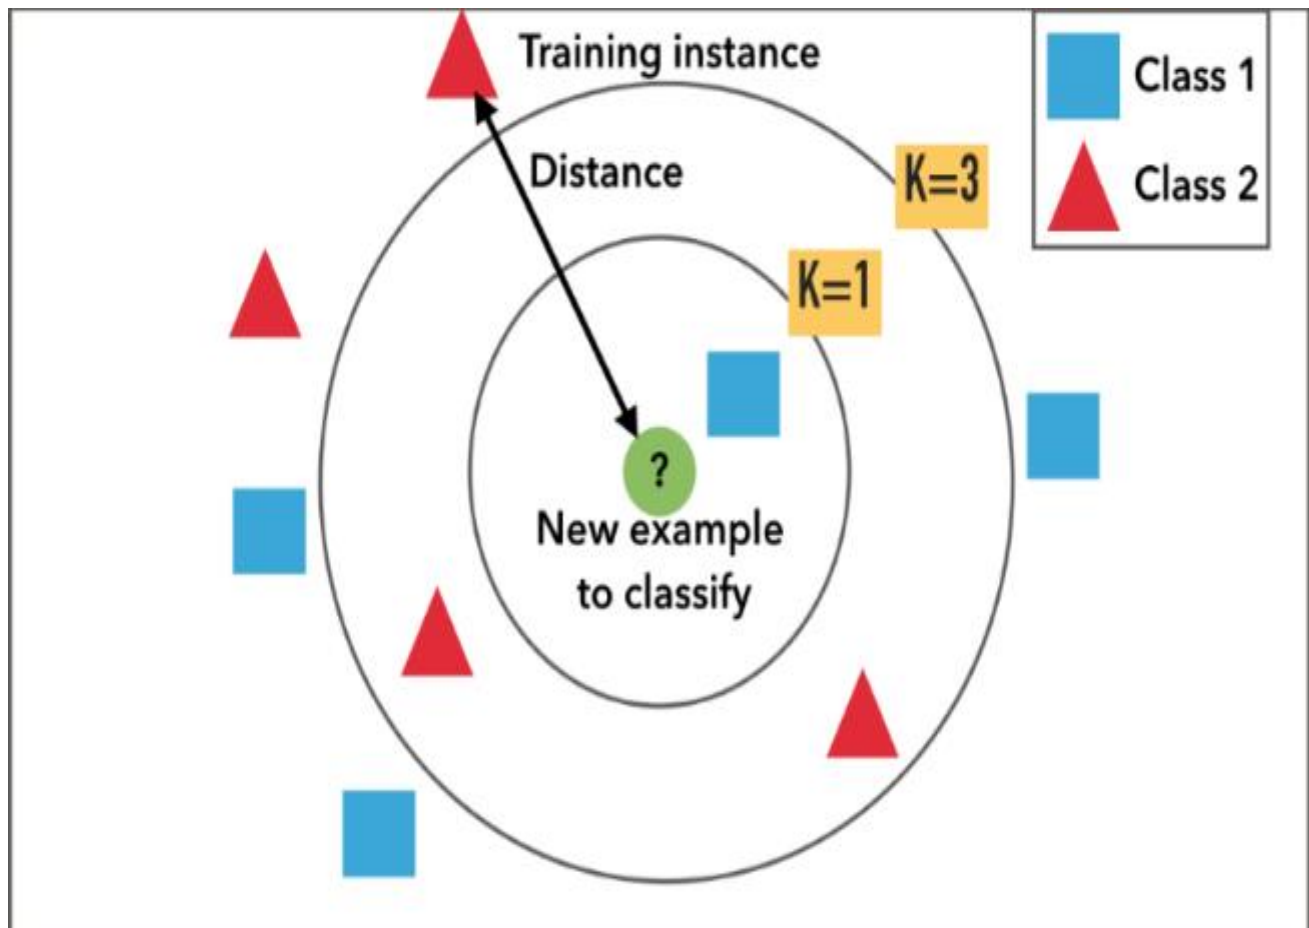 Training instance
Class 1
Distance
K=3
Class 2
K=1
?
New example
to classify